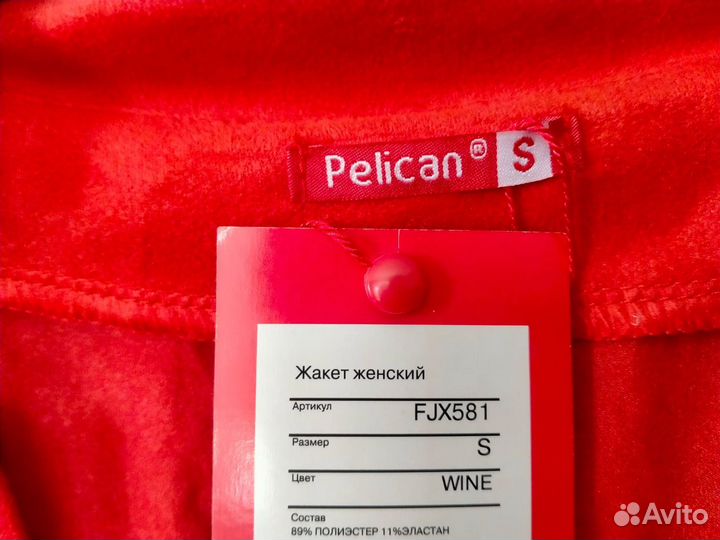 Pelican® S
Жакет женский
Артикул FJX581
Размер S
Цвет WINE
Состав
89% ПОЛИЭСТЕР 11%ЭЛАСТАН
Avito